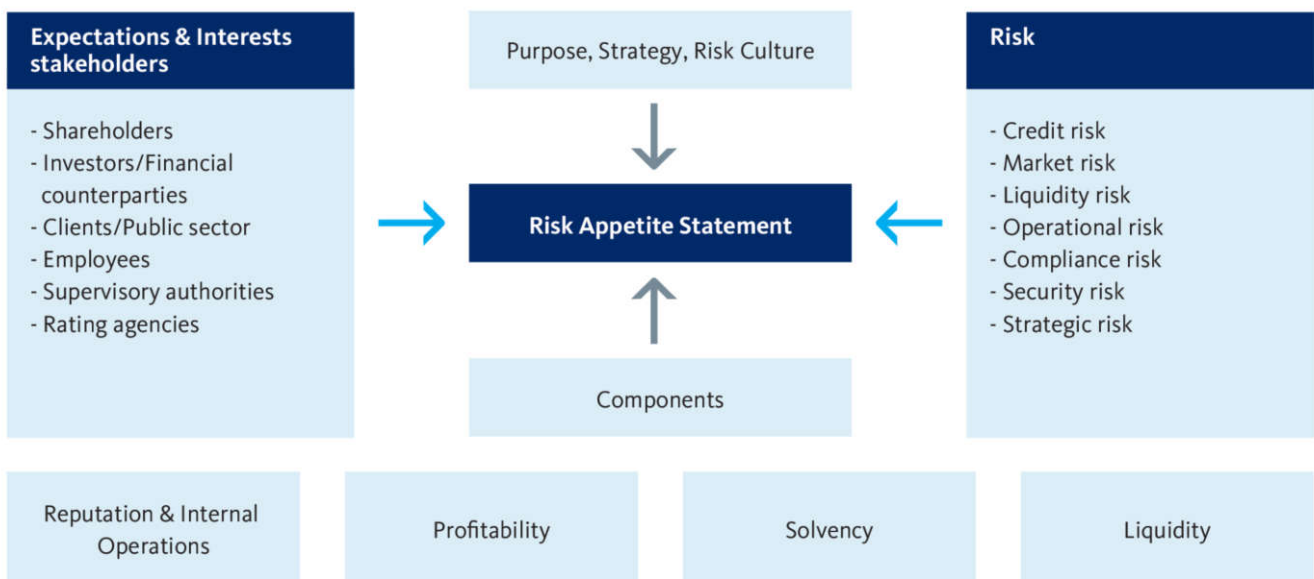 Expectations & Interests
stakeholders
- Shareholders
- Investors/Financial
counterparties
- Clients/Public sector
- Employees
- Supervisory authorities
- Rating agencies
Purpose, Strategy, Risk Culture
Risk Appetite Statement
Components
Risk
- Credit risk
- Market risk
- Liquidity risk
- Operational risk
- Compliance risk
- Security risk
- Strategic risk
Reputation & Internal
Operations
Profitability
Solvency
Liquidity